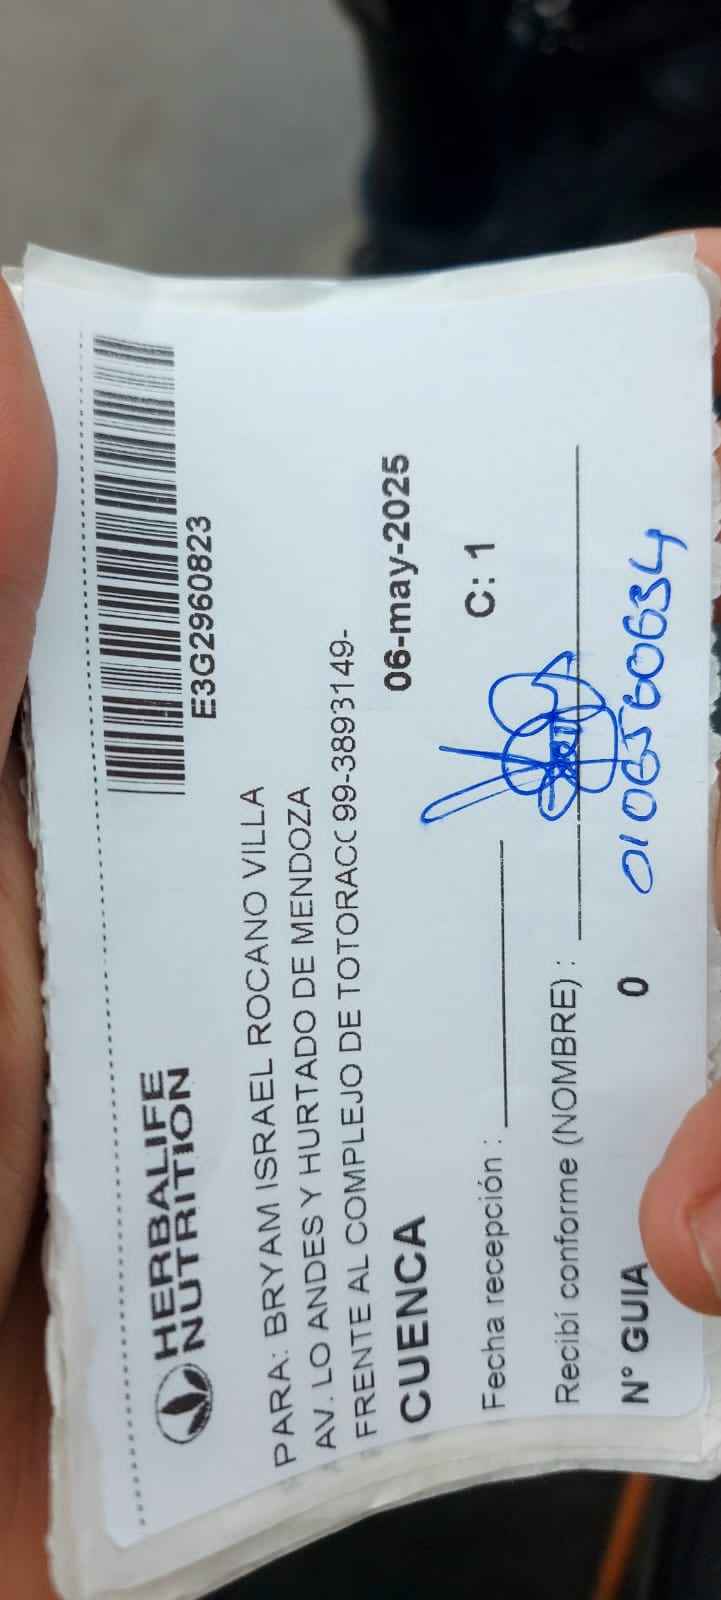 HERBALIFE
NUTRITION
E3G2960823
PARA: BRYAM ISRAEL ROCANO VILLA
AV. LO ANDES Y HURTADO DE MENDOZA
FRENTE AL COMPLEJO DE TOTORACC 99-3893149-
CUENCA 06-may-2025
Fecha recepción : C: 1
Recibí conforme (NOMBRE) :
N° GUIA 0 0106560634